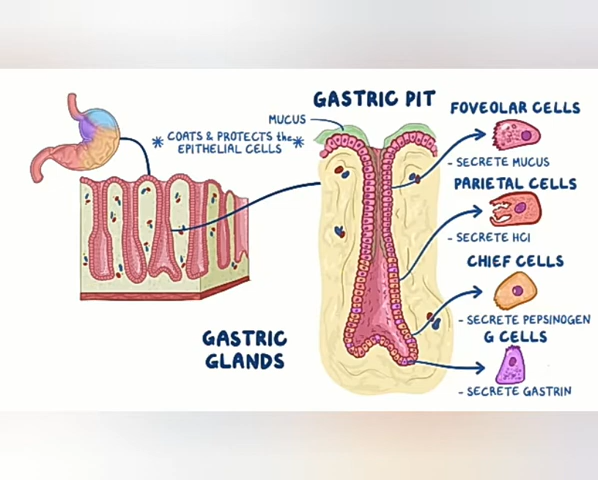 GASTRIC PIT
MUCUS
* COATS & PROTECTS the *
EPITHELIAL CELLS
FOVEOLAR CELLS
- SECRETE MUCUS
PARIETAL CELLS
- SECRETE HCl
CHIEF CELLS
- SECRETE PEPSINOGEN
G CELLS
- SECRETE GASTRIN
GASTRIC
GLANDS